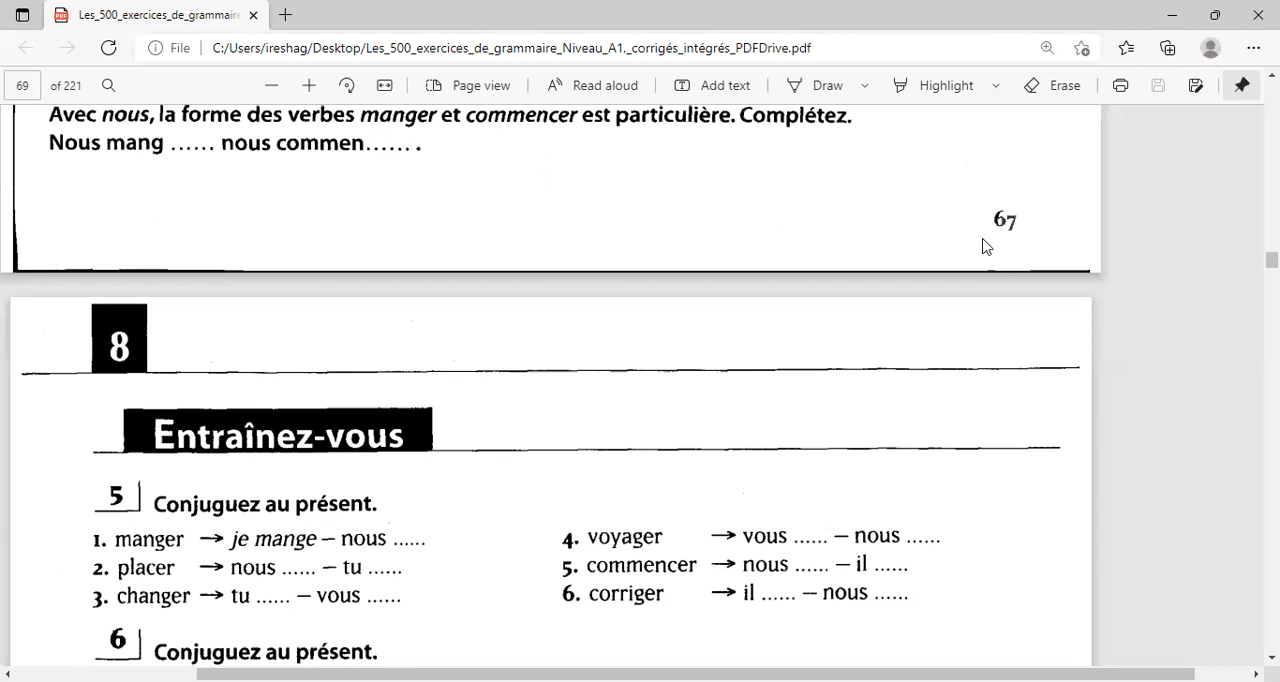 Les_500_exercices_de_grammaire
File C:/Users/ireshag/Desktop/Les_500_exercices_de_grammaire_Niveau_A1,_corrigés_intégrés_PDFDrive.pdf
69 of 221 Page view Read aloud Add text Draw Highlight Erase
Avec nous, la forme des verbes manger et commencer est particulière. Complétez.
Nous mang ...... nous commen...... .
67
8
Entraînez-vous
5 Conjuguez au présent.
1. manger → je mange – nous ......
2. placer → nous ...... – tu ......
3. changer → tu ...... – vous ......
4. voyager → vous ...... – nous ......
5. commencer → nous ...... – il ......
6. corriger → il ...... – nous ......
6 Conjuguez au présent.